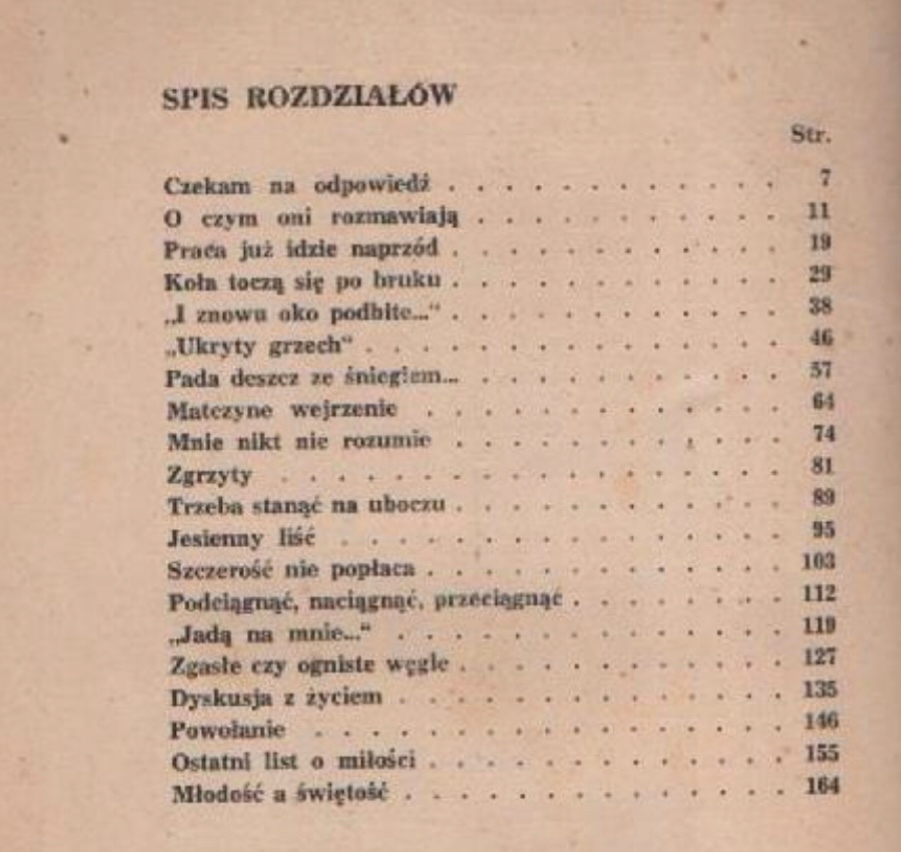 SPIS ROZDZIAŁÓW
Str.
Czekam na odpowiedź . . . . . . . . . . . . 7
O czym oni rozmawiają . . . . . . . . . . . 11
Praca już idzie naprzód . . . . . . . . . . . . 19
Koła toczą się po bruku . . . . . . . . . . . . 29
„I znowu oko podbite..." . . . . . . . . . . . . 38
„Ukryty grzech" . . . . . . . . . . . . . . . 46
Pada deszcz ze śniegiem... . . . . . . . . . . . 57
Matczyne wejrzenie . . . . . . . . . . . . . 64
Mnie nikt nie rozumie . . . . . . . . . . . . 74
Zgrzyty . . . . . . . . . . . . . . . . . . 81
Trzeba stanąć na uboczu . . . . . . . . . . . . 89
Jesienny liść . . . . . . . . . . . . . . . . 95
Szczerość nie popłaca . . . . . . . . . . . . . 103
Podciągnąć, naciągnąć, przeciągnąć . . . . . . . . 112
„Jadą na mnie..." . . . . . . . . . . . . . . 119
Zgasłe czy ogniste węgle . . . . . . . . . . . . 127
Dyskusja z życiem . . . . . . . . . . . . . . 135
Powołanie . . . . . . . . . . . . . . . . . 146
Ostatni list o miłości . . . . . . . . . . . . . 155
Młodość a świętość . . . . . . . . . . . . . . 164